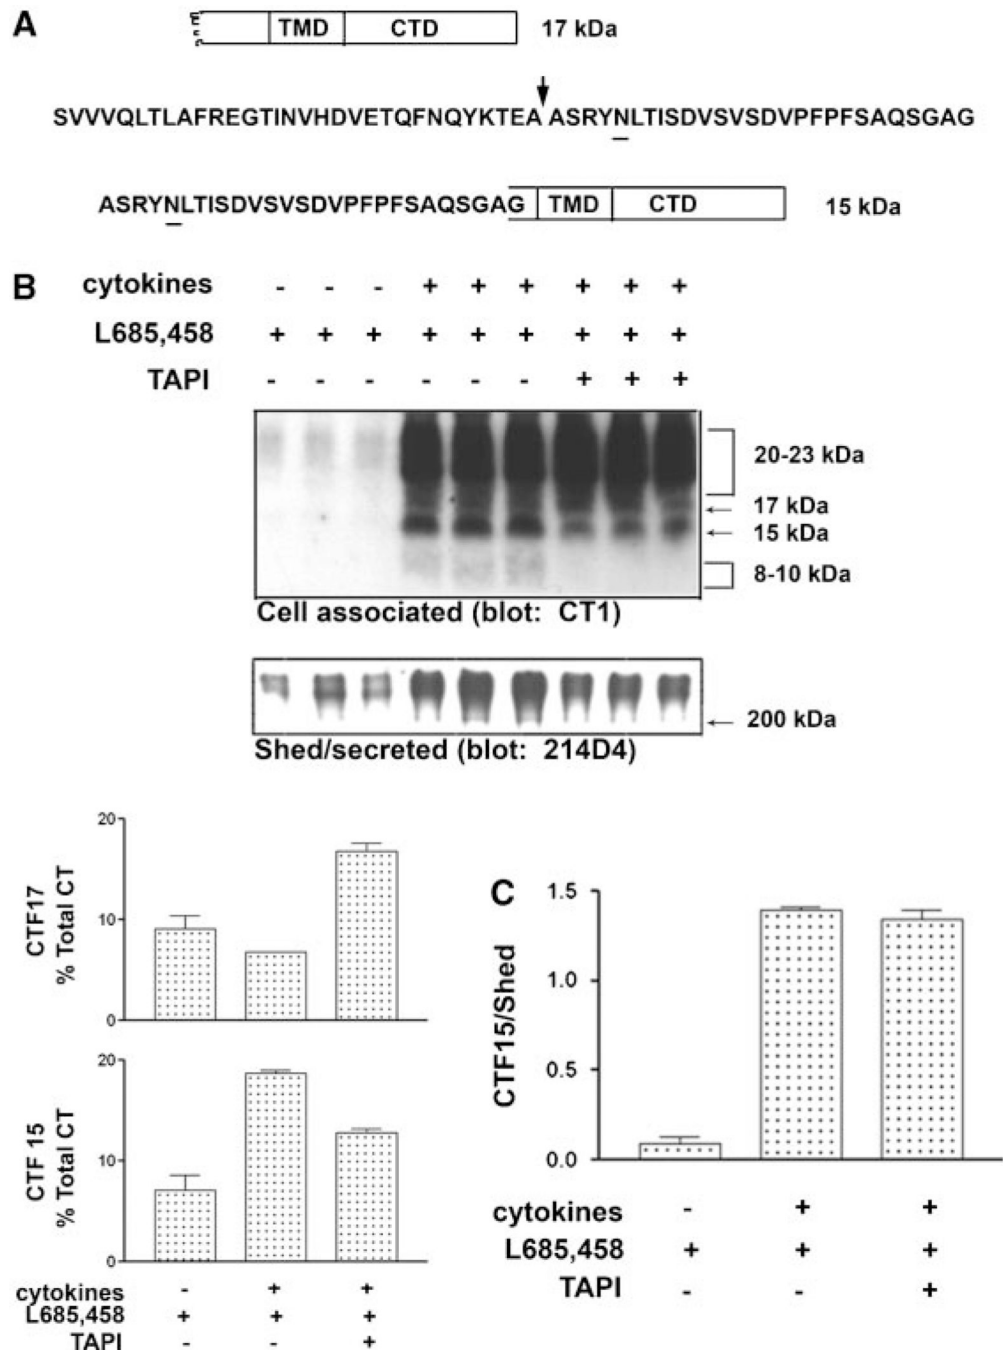 A
TMD CTD 17 kDa
SVVVQLTLAFREGTINVHDVETQFNQYKTEA ASRYNLTISDVSVSDVPFPFSAQSGAG
ASRYNLTISDVSVSDVPFPFSAQSGAG TMD CTD 15 kDa
B
cytokines - - - + + + + + +
L685,458 + + + + + + + + +
TAPI - - - - - - + + +
20-23 kDa
17 kDa
15 kDa
8-10 kDa
Cell associated (blot: CT1)
200 kDa
Shed/secreted (blot: 214D4)
CTF17
% Total CT
20
10
0
CTF 15
% Total CT
20
10
0
cytokines - + +
L685,458 + + +
TAPI - - +
C
CTF15/Shed
1.5
1.0
0.5
0.0
cytokines - + +
L685,458 + + +
TAPI - - +